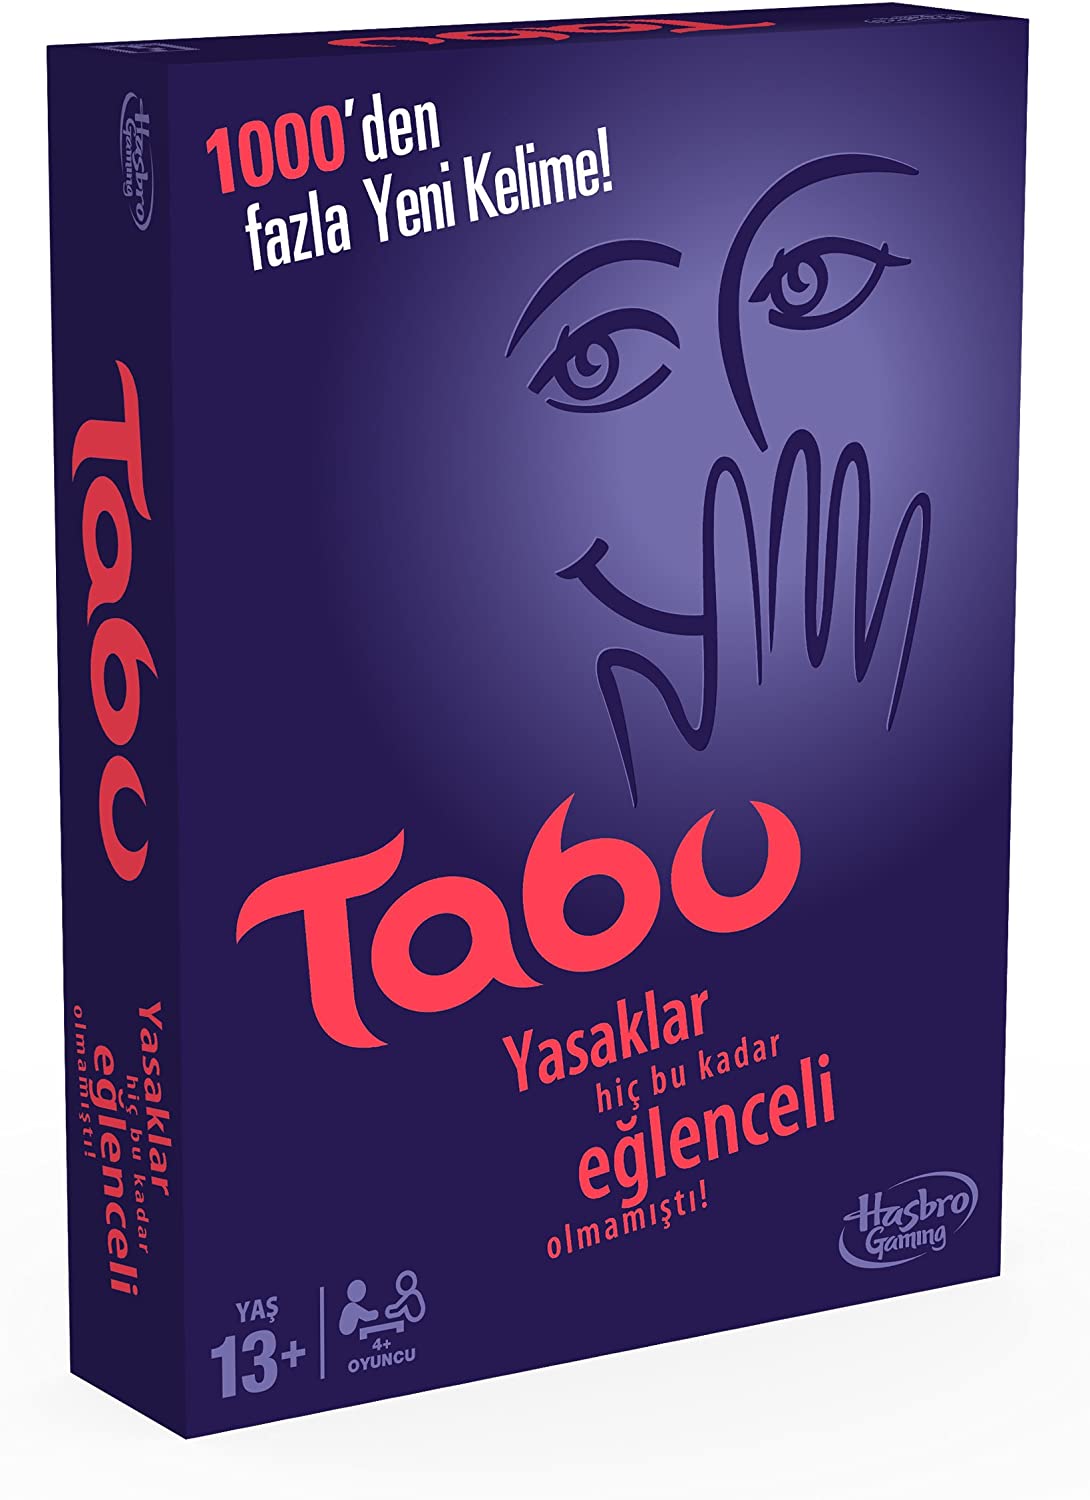 1000'den
fazla Yeni Kelime!
Tabu
Yasaklar
hiç bu kadar
eğlenceli
olmamıştı!
Hasbro
Gaming
YAŞ
13+
4+
OYUNCU
Hasbro
Gaming
Tabu
Yasaklar
hiç bu kadar
eğlenceli
olmamıştı!
Tabu